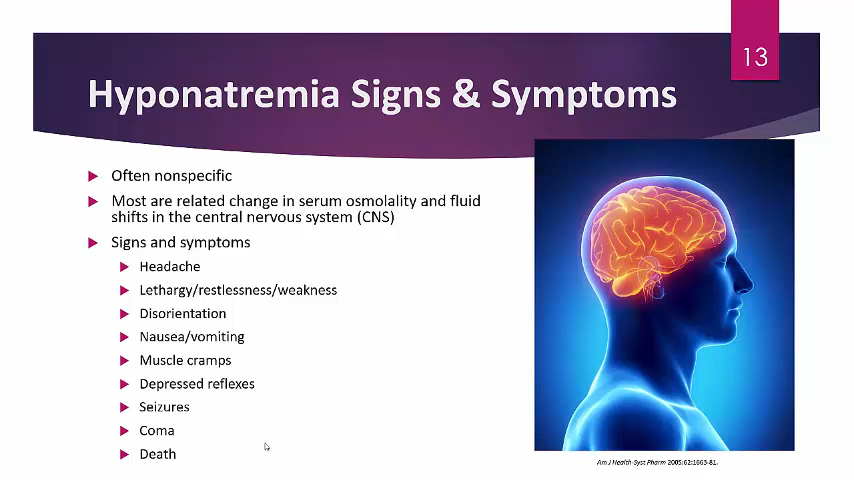 13
Hyponatremia Signs & Symptoms
Often nonspecific
Most are related change in serum osmolality and fluid
shifts in the central nervous system (CNS)
Signs and symptoms
Headache
Lethargy/restlessness/weakness
Disorientation
Nausea/vomiting
Muscle cramps
Depressed reflexes
Seizures
Coma
Death
Am J Health-Syst Pharm 2005;62:1663-81.